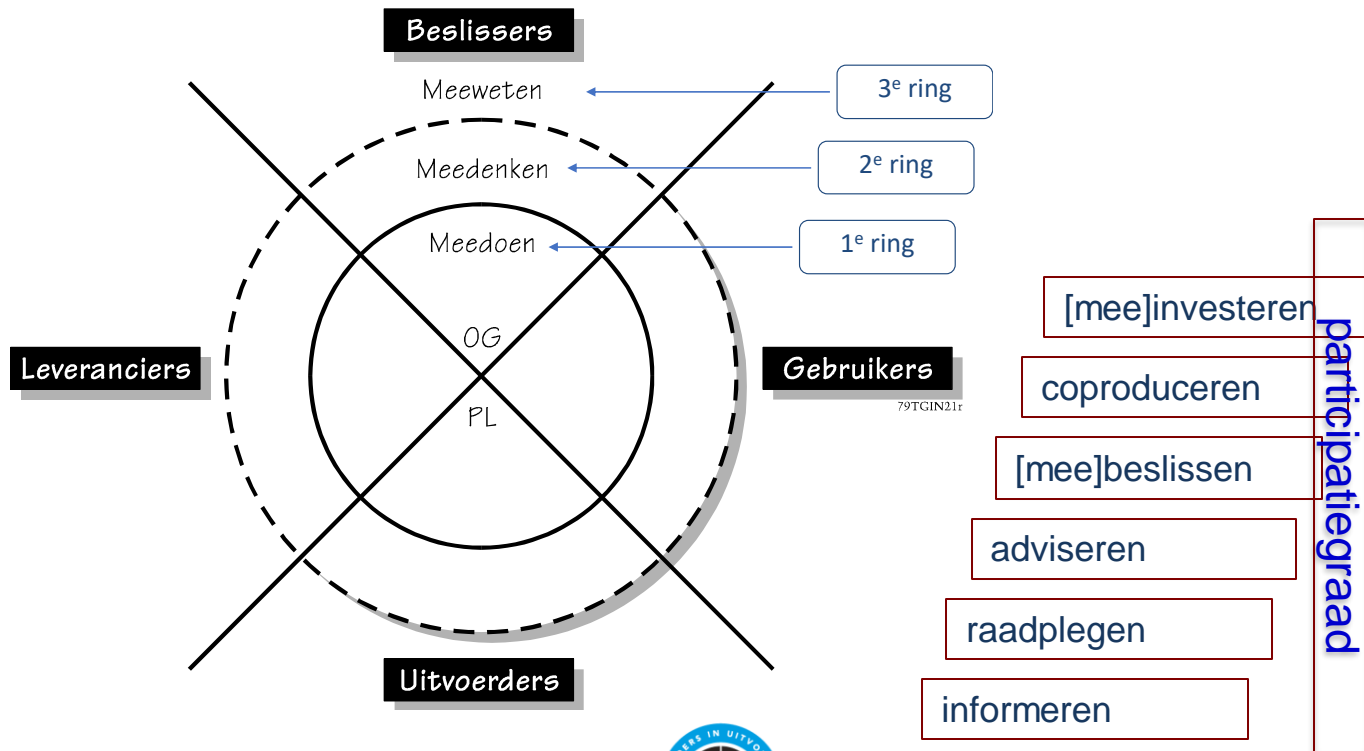 Beslissers
Meeweten
3e ring
Meedenken
2e ring
Meedoen
1e ring
OG
PL
Leveranciers
Gebruikers
79TGIN21r
Uitvoerders
[mee]investeren
coproduceren
[mee]beslissen
adviseren
raadplegen
informeren
participatiegraad